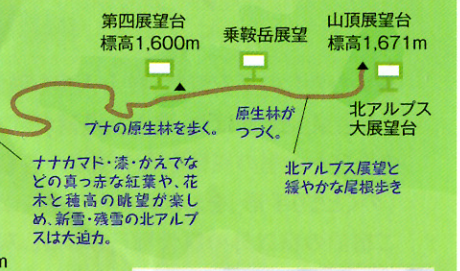 第四展望台
標高1,600m
乗鞍岳展望
山頂展望台
標高1,671m
ブナの原生林を歩く。
原生林が
つづく。
北アルプス
大展望台
ナナカマド・漆・かえでな
どの真っ赤な紅葉や、花
木と穂高の眺望が楽し
め、新雪・残雪の北アルプ
スは大迫力。
北アルプス展望と
緩やかな尾根歩き
m